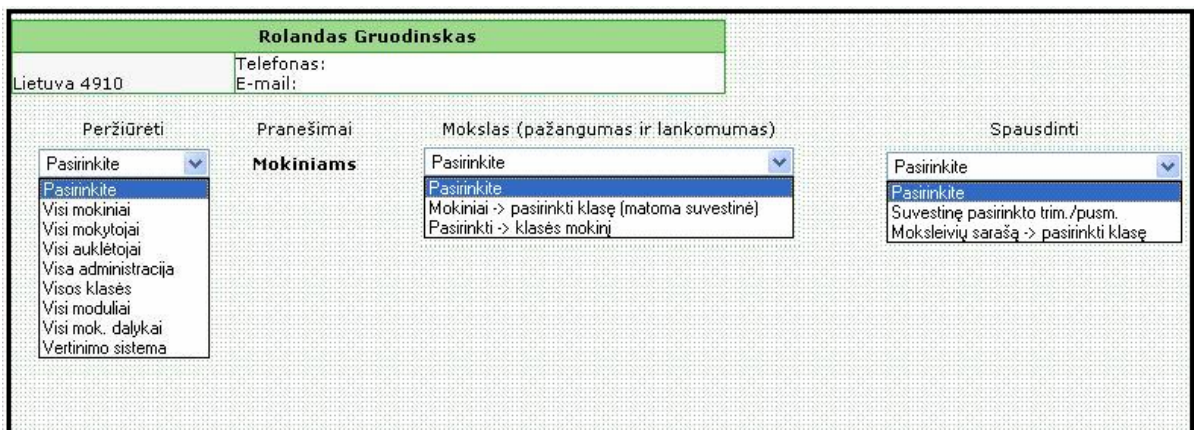 Rolandas Gruodinskas
Telefonas:
Lietuva 4910
E-mail:
Peržiūrėti
Pranešimai
Mokslas (pažangumas ir lankomumas)
Spausdinti
Pasirinkite
Mokiniams
Pasirinkite
Pasirinkite
Pasirinkite
Visi mokiniai
Visi mokytojai
Visi auklėtojai
Visa administracija
Visos klasės
Visi moduliai
Visi mok. dalykai
Vertinimo sistema
Pasirinkite
Mokiniai -> pasirinkti klasę (matoma suvestinė)
Pasirinkti -> klasės mokinį
Pasirinkite
Suvestinę pasirinkto trim./pusm.
Moksleivių sarašą -> pasirinkti klasę